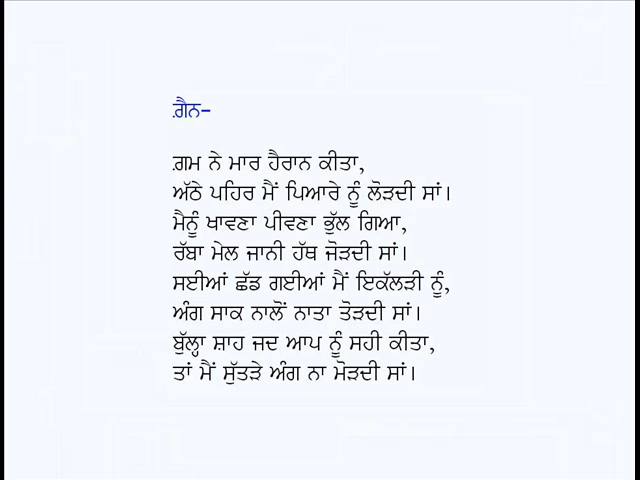 ਗ਼ੈਨ–
ਗ਼ਮ ਨੇ ਮਾਰ ਹੈਰਾਨ ਕੀਤਾ,
ਅੱਠੇ ਪਹਿਰ ਮੈਂ ਪਿਆਰੇ ਨੂੰ ਲੋੜਦੀ ਸਾਂ।
ਮੈਨੂੰ ਖਾਵਣਾ ਪੀਵਣਾ ਭੁੱਲ ਗਿਆ,
ਰੱਬਾ ਮੇਲ ਜਾਨੀ ਹੱਥ ਜੋੜਦੀ ਸਾਂ।
ਸਈਆਂ ਛੱਡ ਗਈਆਂ ਮੈਂ ਇਕੱਲੜੀ ਨੂੰ,
ਅੰਗ ਸਾਕ ਨਾਲੋਂ ਨਾਤਾ ਤੋੜਦੀ ਸਾਂ।
ਬੁੱਲ੍ਹਾ ਸ਼ਾਹ ਜਦ ਆਪ ਨੂੰ ਸਹੀ ਕੀਤਾ,
ਤਾਂ ਮੈਂ ਸੁੱਤੜੇ ਅੰਗ ਨਾ ਮੋੜਦੀ ਸਾਂ।